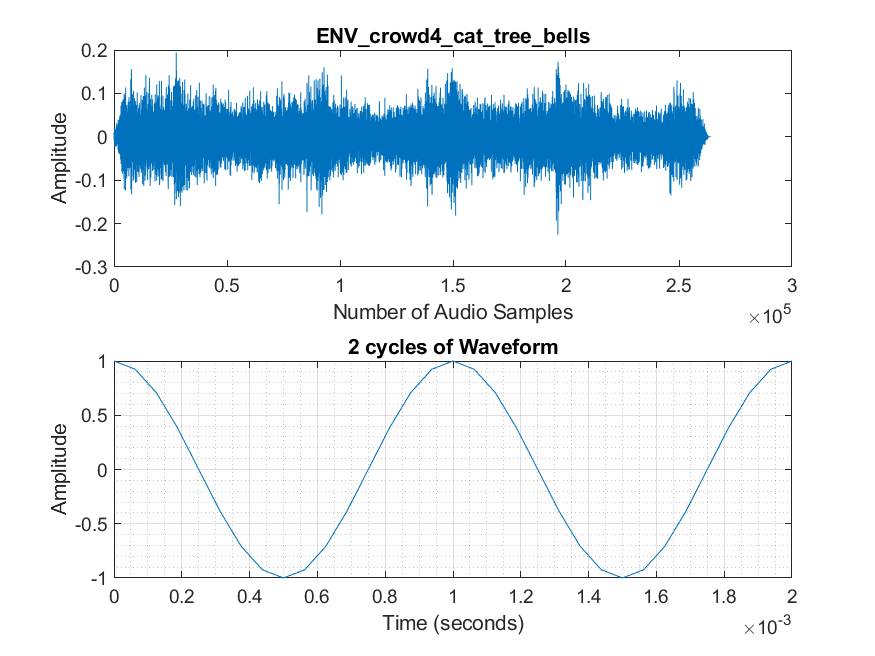 ENV_crowd4_cat_tree_bells
0.2
0.1
0
-0.1
-0.2
-0.3
Amplitude
0 0.5 1 1.5 2 2.5 3
Number of Audio Samples
×10⁵
2 cycles of Waveform
1
0.5
0
-0.5
-1
Amplitude
0 0.2 0.4 0.6 0.8 1 1.2 1.4 1.6 1.8 2
Time (seconds)
×10⁻³